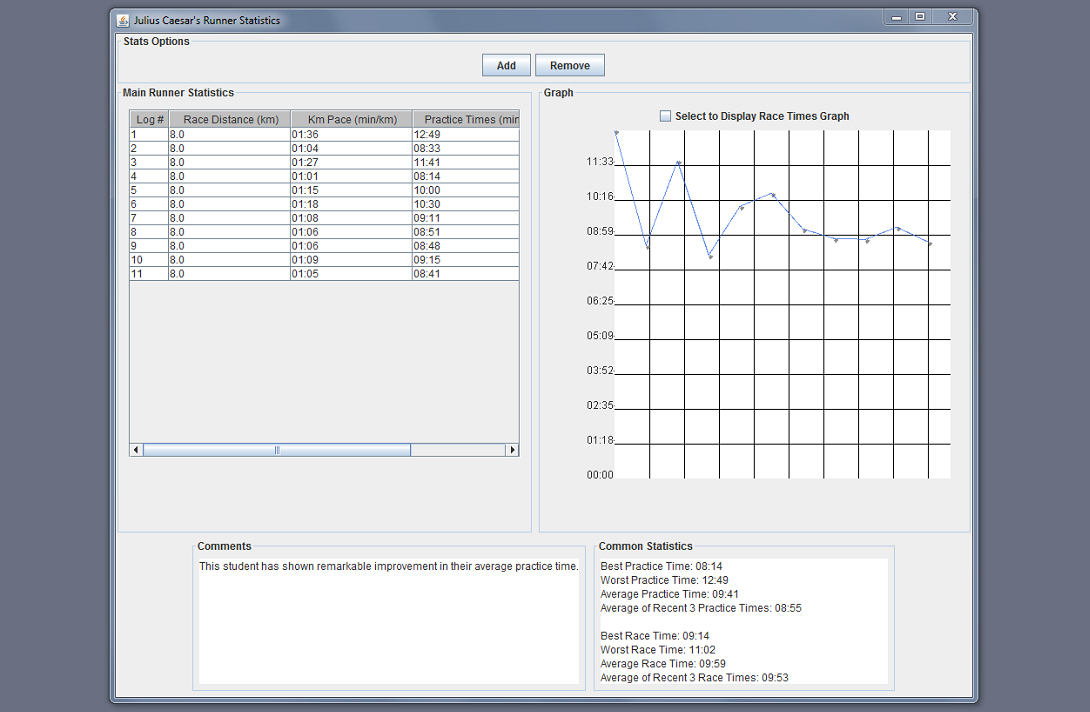 Julius Caesar's Runner Statistics
Stats Options
Add Remove
Main Runner Statistics
Log # Race Distance (km) Km Pace (min/km) Practice Times (min
1 8.0 01:36 12:49
2 8.0 01:04 08:33
3 8.0 01:27 11:41
4 8.0 01:01 08:14
5 8.0 01:15 10:00
6 8.0 01:18 10:30
7 8.0 01:08 09:11
8 8.0 01:06 08:51
9 8.0 01:06 08:48
10 8.0 01:09 09:15
11 8.0 01:05 08:41
Graph
Select to Display Race Times Graph
11:33
10:16
08:59
07:42
06:25
05:09
03:52
02:35
01:18
00:00
Comments
This student has shown remarkable improvement in their average practice time.
Common Statistics
Best Practice Time: 08:14
Worst Practice Time: 12:49
Average Practice Time: 09:41
Average of Recent 3 Practice Times: 08:55
Best Race Time: 09:14
Worst Race Time: 11:02
Average Race Time: 09:59
Average of Recent 3 Race Times: 09:53